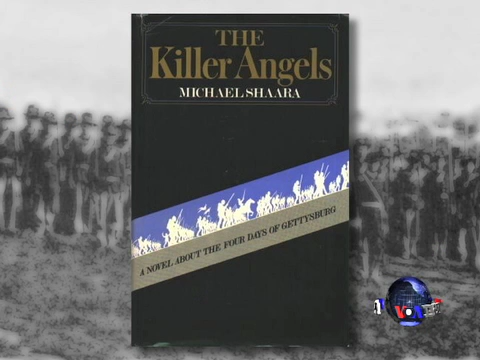 THE
Killer Angels
MICHAEL SHAARA
A NOVEL ABOUT THE FOUR DAYS OF GETTYSBURG
VOA